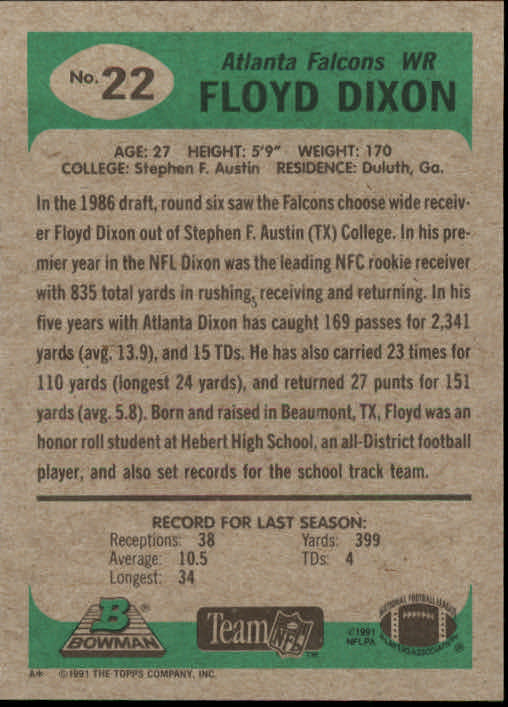 No. 22
Atlanta Falcons WR
FLOYD DIXON
AGE: 27 HEIGHT: 5'9" WEIGHT: 170
COLLEGE: Stephen F. Austin RESIDENCE: Duluth, Ga.
In the 1986 draft, round six saw the Falcons choose wide receiv-
er Floyd Dixon out of Stephen F. Austin (TX) College. In his pre-
mier year in the NFL Dixon was the leading NFC rookie receiver
with 835 total yards in rushing, receiving and returning. In his
five years with Atlanta Dixon has caught 169 passes for 2,341
yards (avg. 13.9), and 15 TDs. He has also carried 23 times for
110 yards (longest 24 yards), and returned 27 punts for 151
yards (avg. 5.8). Born and raised in Beaumont, TX, Floyd was an
honor roll student at Hebert High School, an all-District football
player, and also set records for the school track team.
RECORD FOR LAST SEASON:
Receptions: 38 Yards: 399
Average: 10.5 TDs: 4
Longest: 34
B
BOWMAN®
Team NFL™
©1991
NFLPA
NATIONAL FOOTBALL LEAGUE
PLAYERS ASSOCIATION ®
A* ©1991 THE TOPPS COMPANY, INC.